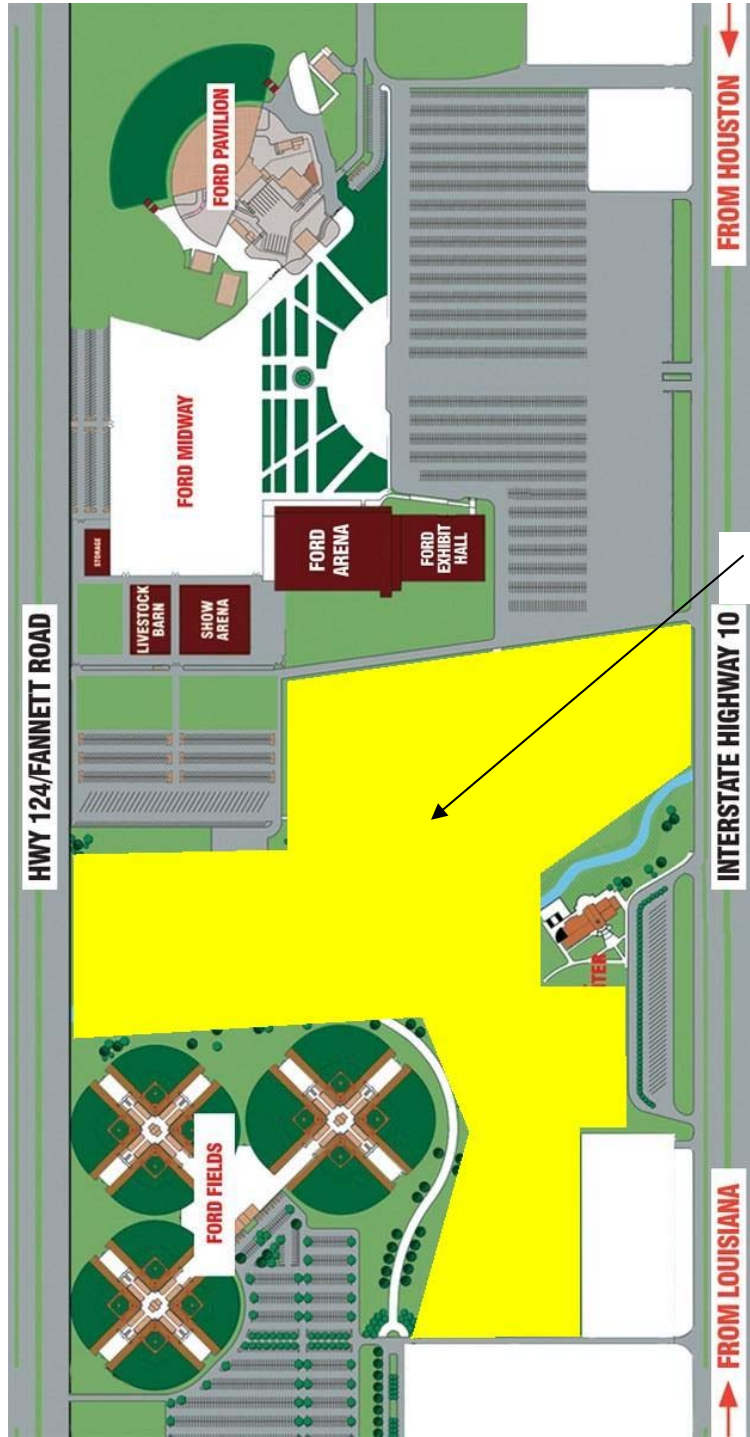 FORD PAVILION
FROM HOUSTON
FORD MIDWAY
STORAGE
LIVESTOCK
BARN
SHOW
ARENA
FORD
ARENA
FORD
EXHIBIT
HALL
HWY 124/FANNETT ROAD
INTERSTATE HIGHWAY 10
TER
FORD FIELDS
FROM LOUISIANA